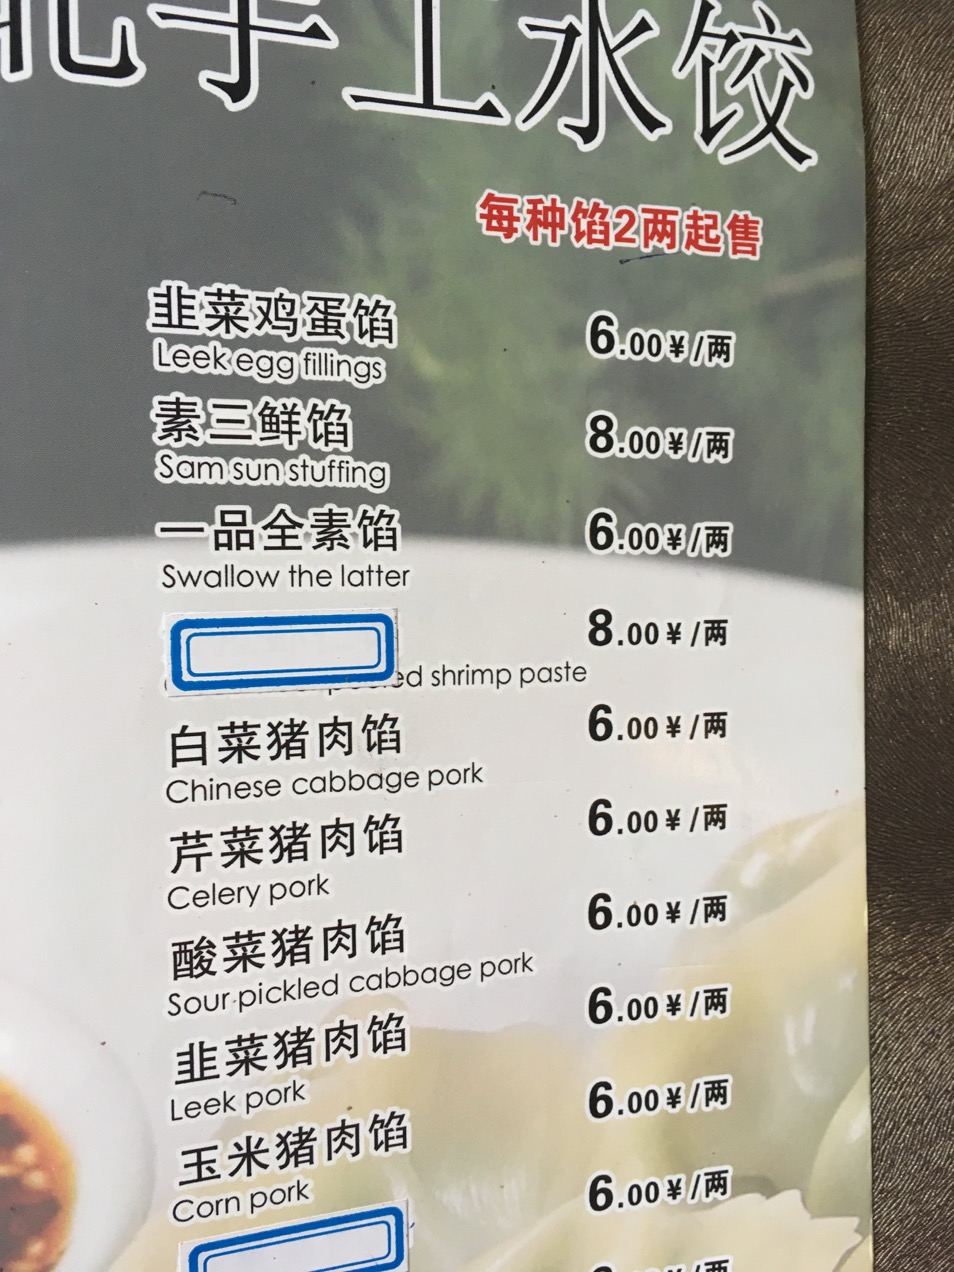 手工水饺
每种馅2两起售
韭菜鸡蛋馅 6.00¥/两
Leek egg fillings
素三鲜馅 8.00¥/两
Sam sun stuffing
一品全素馅 6.00¥/两
Swallow the latter
8.00¥/两
shrimp paste
白菜猪肉馅 6.00¥/两
Chinese cabbage pork
芹菜猪肉馅 6.00¥/两
Celery pork
酸菜猪肉馅 6.00¥/两
Sour pickled cabbage pork
韭菜猪肉馅 6.00¥/两
Leek pork
玉米猪肉馅 6.00¥/两
Corn pork
6.00¥/两